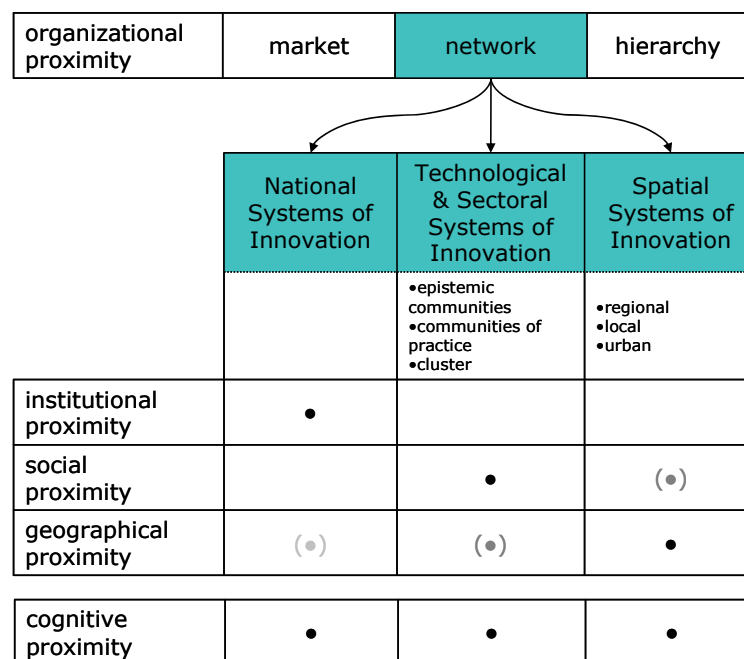 organizational
proximity
market
network
hierarchy
National
Systems of
Innovation
Technological
& Sectoral
Systems of
Innovation
Spatial
Systems of
Innovation
•epistemic
communities
•communities of
practice
•cluster
•regional
•local
•urban
institutional
proximity
•
social
proximity
•
(•)
geographical
proximity
(•)
(•)
•
cognitive
proximity
•
•
•